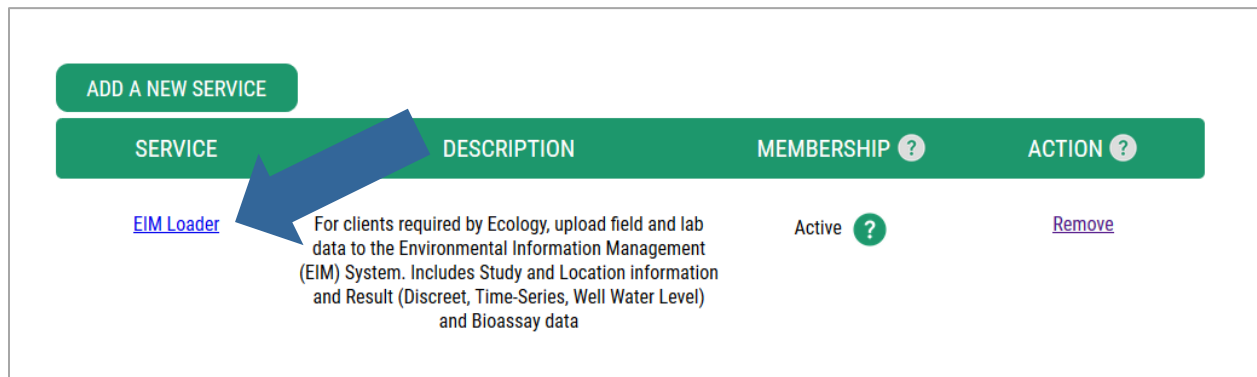 ADD A NEW SERVICE
SERVICE DESCRIPTION MEMBERSHIP ? ACTION ?
EIM Loader For clients required by Ecology, upload field and lab Active ? Remove
data to the Environmental Information Management
(EIM) System. Includes Study and Location information
and Result (Discreet, Time-Series, Well Water Level)
and Bioassay data